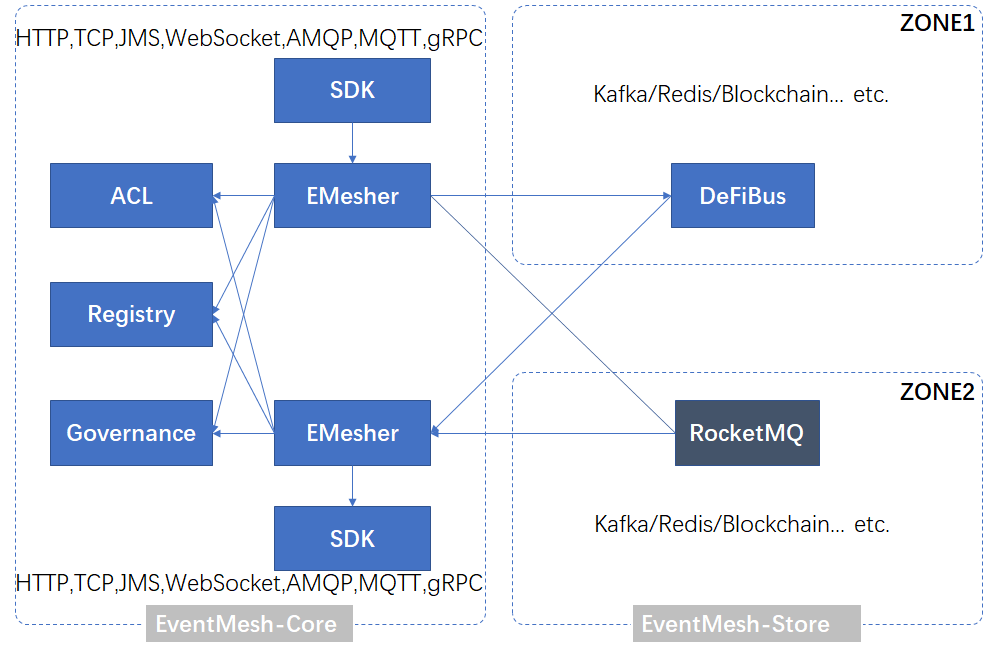 HTTP,TCP,JMS,WebSocket,AMQP,MQTT,gRPC
SDK
EMesher
ACL
Registry
Governance
EMesher
SDK
HTTP,TCP,JMS,WebSocket,AMQP,MQTT,gRPC
EventMesh-Core
ZONE1
Kafka/Redis/Blockchain... etc.
DeFiBus
ZONE2
RocketMQ
Kafka/Redis/Blockchain... etc.
EventMesh-Store